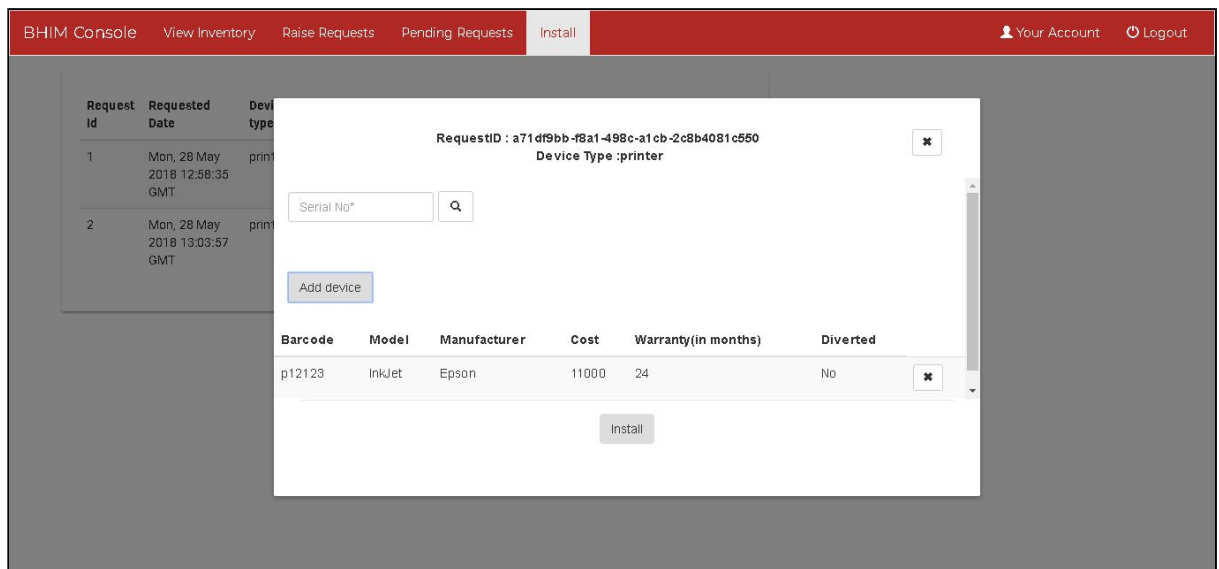 BHIM Console View Inventory Raise Requests Pending Requests Install Your Account Logout
Request Requested
Id Date
1 Mon, 28 May
2018 12:58:35
GMT
2 Mon, 28 May
2018 13:03:57
GMT
RequestID : a71df9bb-f8a1-498c-a1cb-2c8b4081c550
Device Type :printer
Serial No*
Add device
Barcode Model Manufacturer Cost Warranty(in months) Diverted
p12123 InkJet Epson 11000 24 No
Install